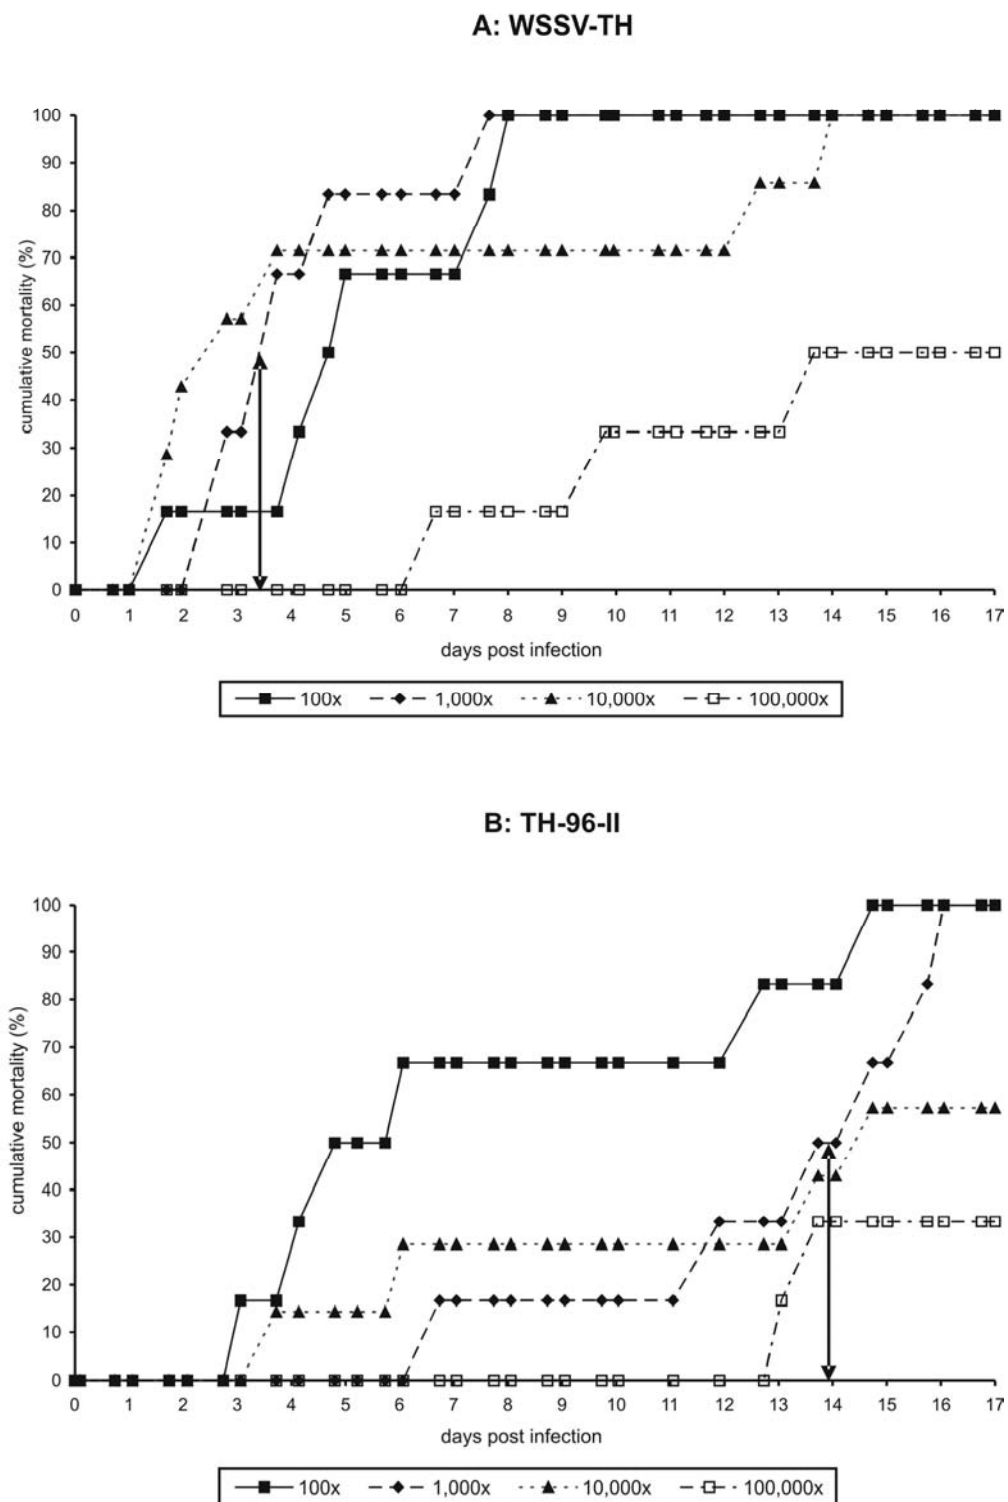 A: WSSV-TH
100
90
80
70
60
50
40
30
20
10
0
cumulative mortality (%)
0 1 2 3 4 5 6 7 8 9 10 11 12 13 14 15 16 17
days post infection
100x 1,000x 10,000x 100,000x
B: TH-96-II
100
90
80
70
60
50
40
30
20
10
0
cumulative mortality (%)
0 1 2 3 4 5 6 7 8 9 10 11 12 13 14 15 16 17
days post infection
100x 1,000x 10,000x 100,000x